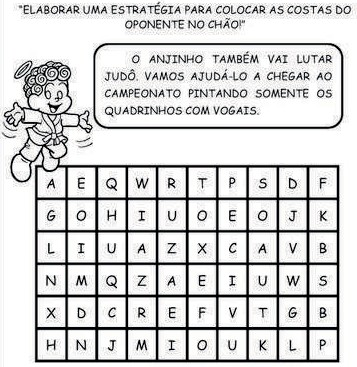 "ELABORAR UMA ESTRATÉGIA PARA COLOCAR AS COSTAS DO
OPONENTE NO CHÃO!"
O ANJINHO TAMBÉM VAI LUTAR
JUDÔ. VAMOS AJUDÁ-LO A CHEGAR AO
CAMPEONATO PINTANDO SOMENTE OS
QUADRINHOS COM VOGAIS.
A E Q W R T P S D F
G O H I U O E O J K
L I U A Z X C A V B
N M Q Z A E I U W S
X D C R E F V T G B
H N J M I O U K L P